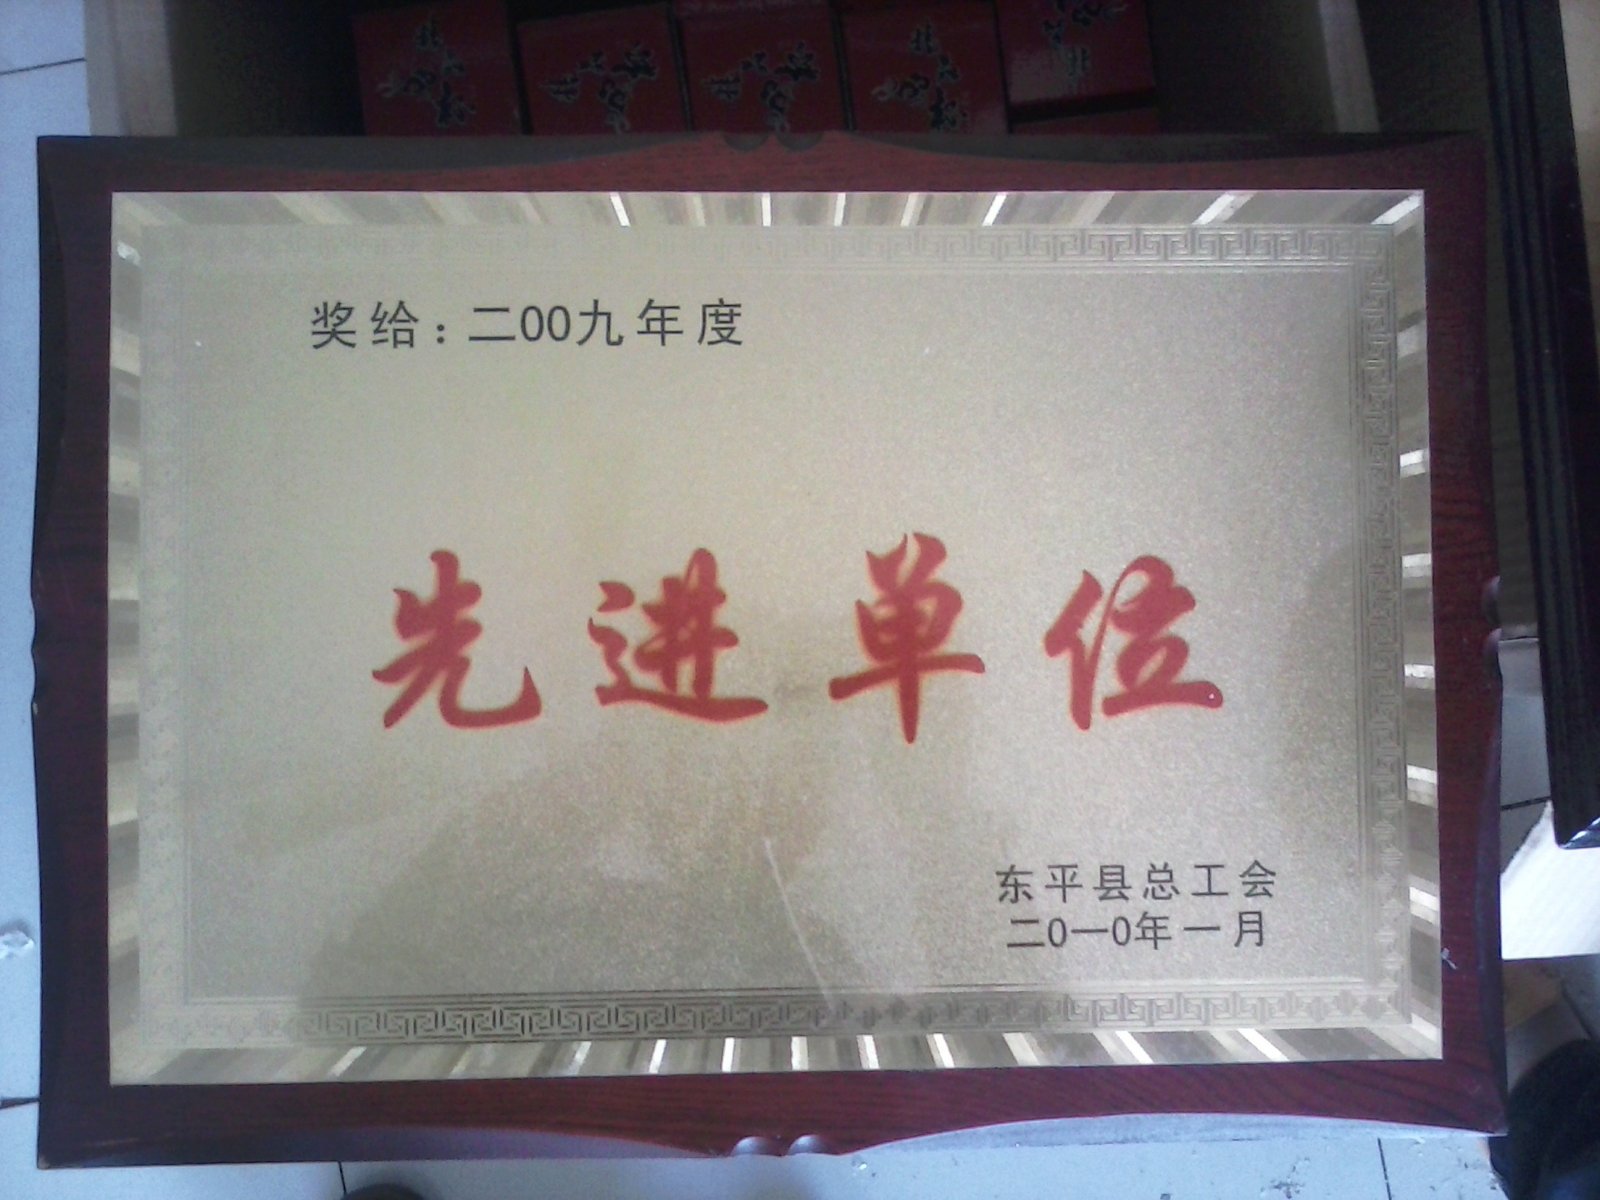 奖给：二00九年度
先进单位
东平县总工会
二0一0年一月